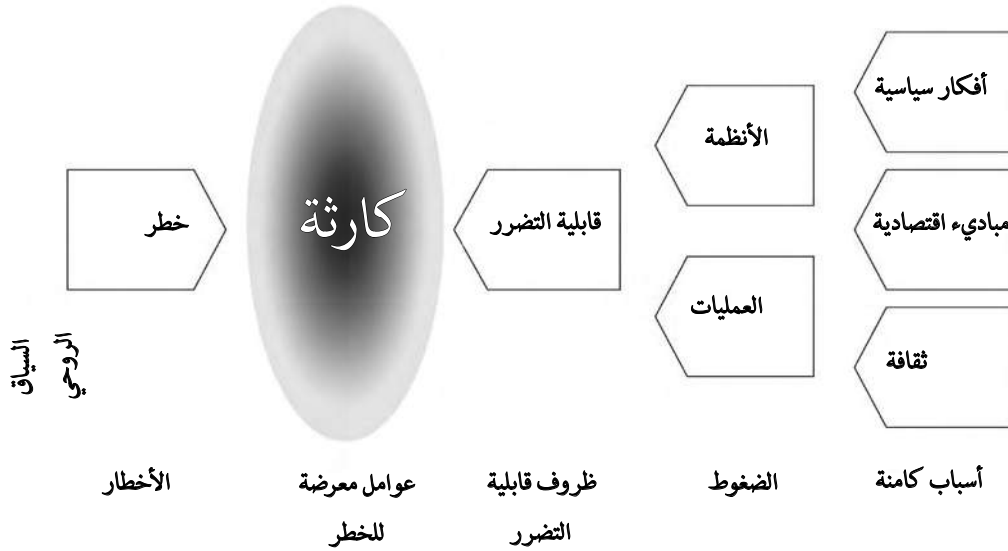 أفكار سياسية
الأنظمة
خطر
كارثة
قابلية التضرر
مباديء اقتصادية
العمليات
ثقافة
السياق
الروحي
أسباب كامنة
الضغوط
ظروف قابلية
التضرر
عوامل معرضة
للخطر
الأخطار